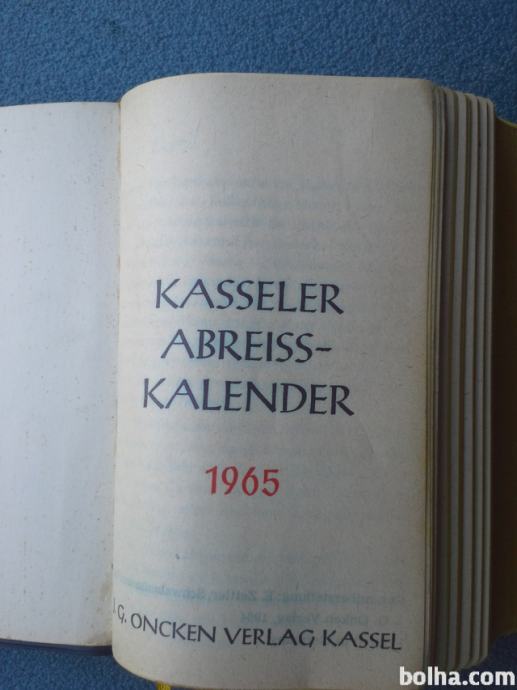 KASSELER
ABREISS-
KALENDER
1965
J. G. ONCKEN VERLAG KASSEL
bolha.com